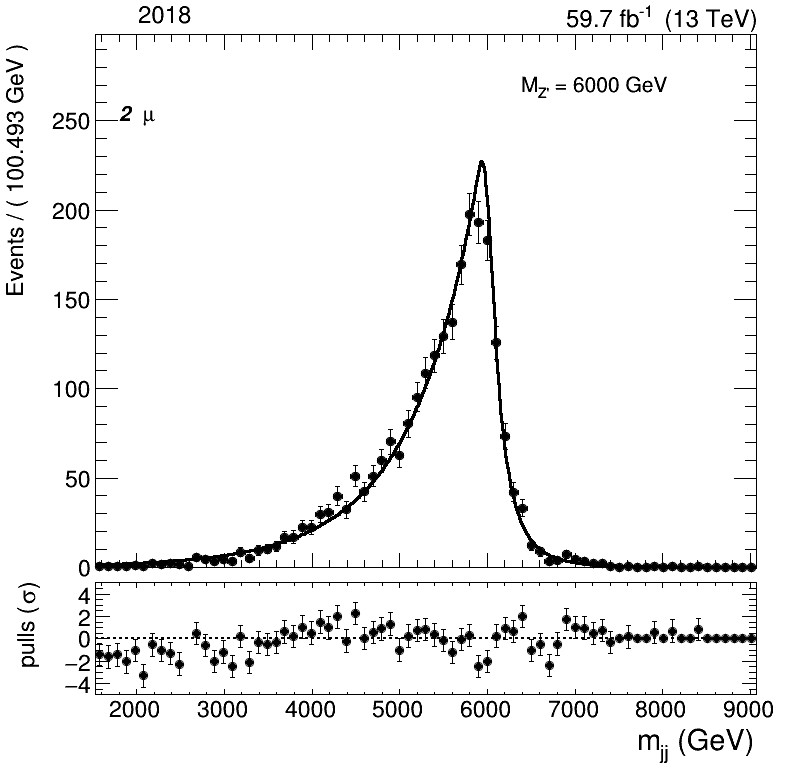 2018 59.7 fb⁻¹ (13 TeV)
Events / ( 100.493 GeV )
2 μ
M_Z' = 6000 GeV
250
200
150
100
50
0
pulls (σ)
4
2
0
−2
−4
2000 3000 4000 5000 6000 7000 8000 9000
m_jj (GeV)